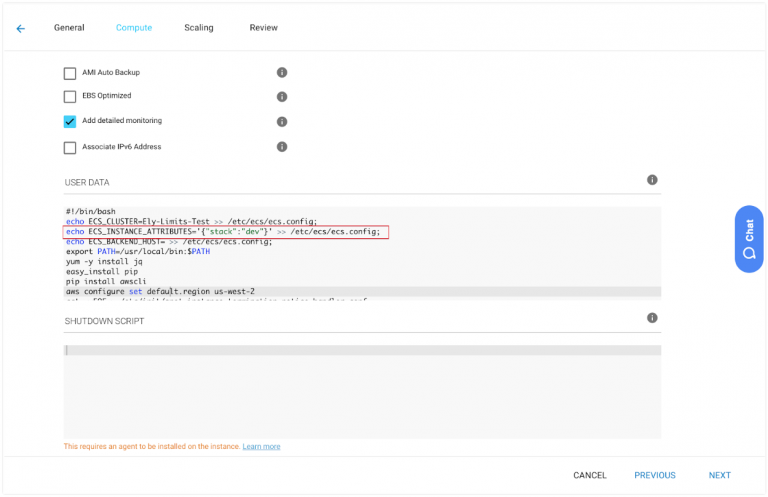 General Compute Scaling Review
AMI Auto Backup
EBS Optimized
Add detailed monitoring
Associate IPv6 Address
USER DATA
#!/bin/bash
echo ECS_CLUSTER=Ely-Limits-Test >> /etc/ecs/ecs.config;
echo ECS_INSTANCE_ATTRIBUTES='{"stack":"dev"}' >> /etc/ecs/ecs.config;
echo ECS_BACKEND_HOST= >> /etc/ecs/ecs.config;
export PATH=/usr/local/bin:$PATH
yum -y install jq
easy_install pip
pip install awscli
aws configure set default.region us-west-2
SHUTDOWN SCRIPT
This requires an agent to be installed on the instance. Learn more
Chat
CANCEL PREVIOUS NEXT